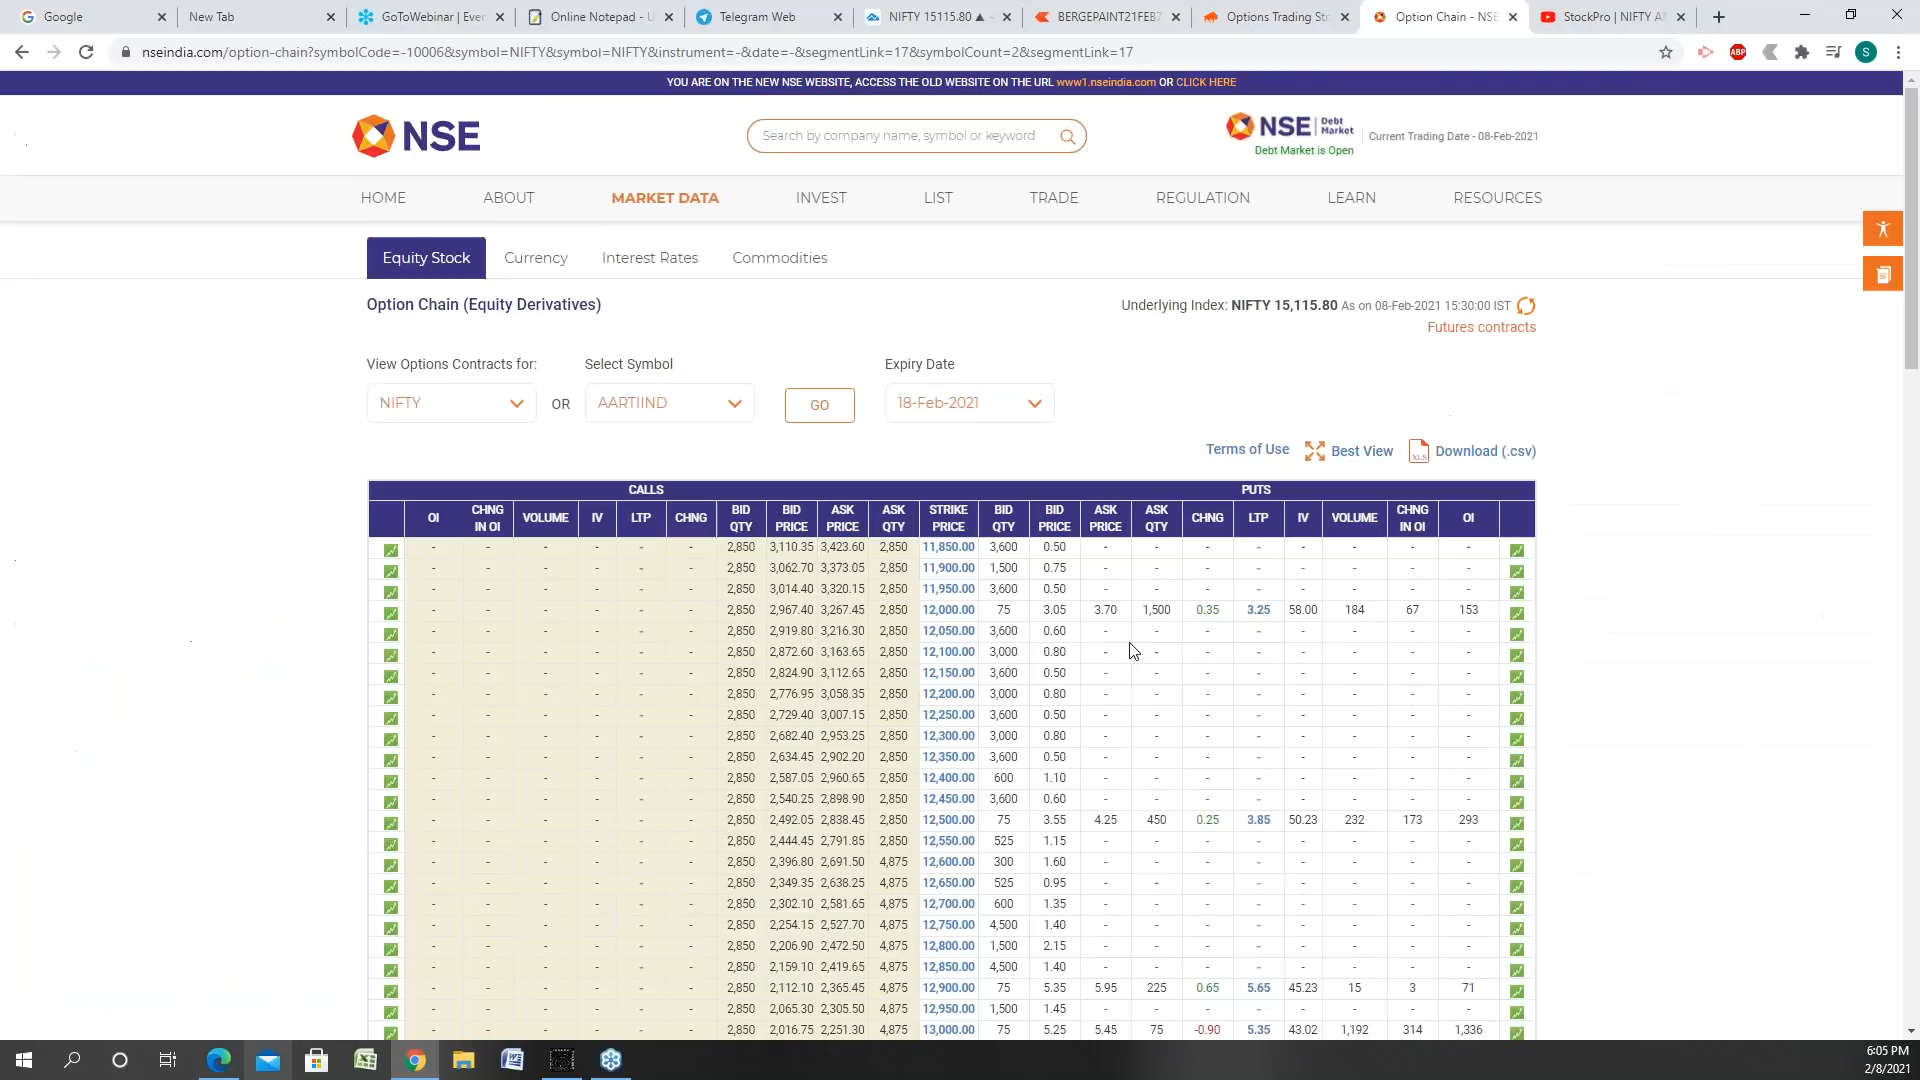 Google
New Tab
GoToWebinar | Ever
Online Notepad - U
Telegram Web
NIFTY 15115.80 ▲
BERGEPAINT21FEB7
Options Trading Str
Option Chain - NSE
StockPro | NIFTY A
nseindia.com/option-chain?symbolCode=-10006&symbol=NIFTY&symbol=NIFTY&instrument=-&date=-&segmentLink=17&symbolCount=2&segmentLink=17
ABP
S
YOU ARE ON THE NEW NSE WEBSITE, ACCESS THE OLD WEBSITE ON THE URL www1.nseindia.com OR CLICK HERE
NSE
Search by company name, symbol or keyword
NSE | Debt Market
Debt Market is Open
Current Trading Date - 08-Feb-2021
HOME ABOUT MARKET DATA INVEST LIST TRADE REGULATION LEARN RESOURCES
Equity Stock Currency Interest Rates Commodities
Option Chain (Equity Derivatives)
Underlying Index: NIFTY 15,115.80 As on 08-Feb-2021 15:30:00 IST
Futures contracts
View Options Contracts for: Select Symbol Expiry Date
NIFTY OR AARTIIND GO 18-Feb-2021
Terms of Use Best View XLS Download (.csv)
CALLS PUTS
OI CHNG IN OI VOLUME IV LTP CHNG BID QTY BID PRICE ASK PRICE ASK QTY STRIKE PRICE BID QTY BID PRICE ASK PRICE ASK QTY CHNG LTP IV VOLUME CHNG IN OI OI
- - - - - - 2,850 3,110.35 3,423.60 2,850 11,850.00 3,600 0.50 - - - - - - - -
- - - - - - 2,850 3,062.70 3,373.05 2,850 11,900.00 1,500 0.75 - - - - - - - -
- - - - - - 2,850 3,014.40 3,320.15 2,850 11,950.00 3,600 0.50 - - - - - - - -
- - - - - - 2,850 2,967.40 3,267.45 2,850 12,000.00 75 3.05 3.70 1,500 0.35 3.25 58.00 184 67 153
- - - - - - 2,850 2,919.80 3,216.30 2,850 12,050.00 3,600 0.60 - - - - - - - -
- - - - - - 2,850 2,872.60 3,163.65 2,850 12,100.00 3,000 0.80 - - - - - - - -
- - - - - - 2,850 2,824.90 3,112.65 2,850 12,150.00 3,600 0.50 - - - - - - - -
- - - - - - 2,850 2,776.95 3,058.35 2,850 12,200.00 3,000 0.80 - - - - - - - -
- - - - - - 2,850 2,729.40 3,007.15 2,850 12,250.00 3,600 0.50 - - - - - - - -
- - - - - - 2,850 2,682.40 2,953.25 2,850 12,300.00 3,000 0.80 - - - - - - - -
- - - - - - 2,850 2,634.45 2,902.20 2,850 12,350.00 3,600 0.50 - - - - - - - -
- - - - - - 2,850 2,587.05 2,960.65 2,850 12,400.00 600 1.10 - - - - - - - -
- - - - - - 2,850 2,540.25 2,898.90 2,850 12,450.00 3,600 0.60 - - - - - - - -
- - - - - - 2,850 2,492.05 2,838.45 2,850 12,500.00 75 3.55 4.25 450 0.25 3.85 50.23 232 173 293
- - - - - - 2,850 2,444.45 2,791.85 2,850 12,550.00 525 1.15 - - - - - - - -
- - - - - - 2,850 2,396.80 2,691.50 4,875 12,600.00 300 1.60 - - - - - - - -
- - - - - - 2,850 2,349.35 2,638.25 4,875 12,650.00 525 0.95 - - - - - - - -
- - - - - - 2,850 2,302.10 2,581.65 4,875 12,700.00 600 1.35 - - - - - - - -
- - - - - - 2,850 2,254.15 2,527.70 4,875 12,750.00 4,500 1.40 - - - - - - - -
- - - - - - 2,850 2,206.90 2,472.50 4,875 12,800.00 1,500 2.15 - - - - - - - -
- - - - - - 2,850 2,159.10 2,419.65 4,875 12,850.00 4,500 1.40 - - - - - - - -
- - - - - - 2,850 2,112.10 2,365.45 4,875 12,900.00 75 5.35 5.95 225 0.65 5.65 45.23 15 3 71
- - - - - - 2,850 2,065.30 2,305.50 4,875 12,950.00 1,500 1.45 - - - - - - - -
- - - - - - 2,850 2,016.75 2,251.30 4,875 13,000.00 75 5.25 5.45 75 -0.90 5.35 43.02 1,192 314 1,336
6:05 PM
2/8/2021